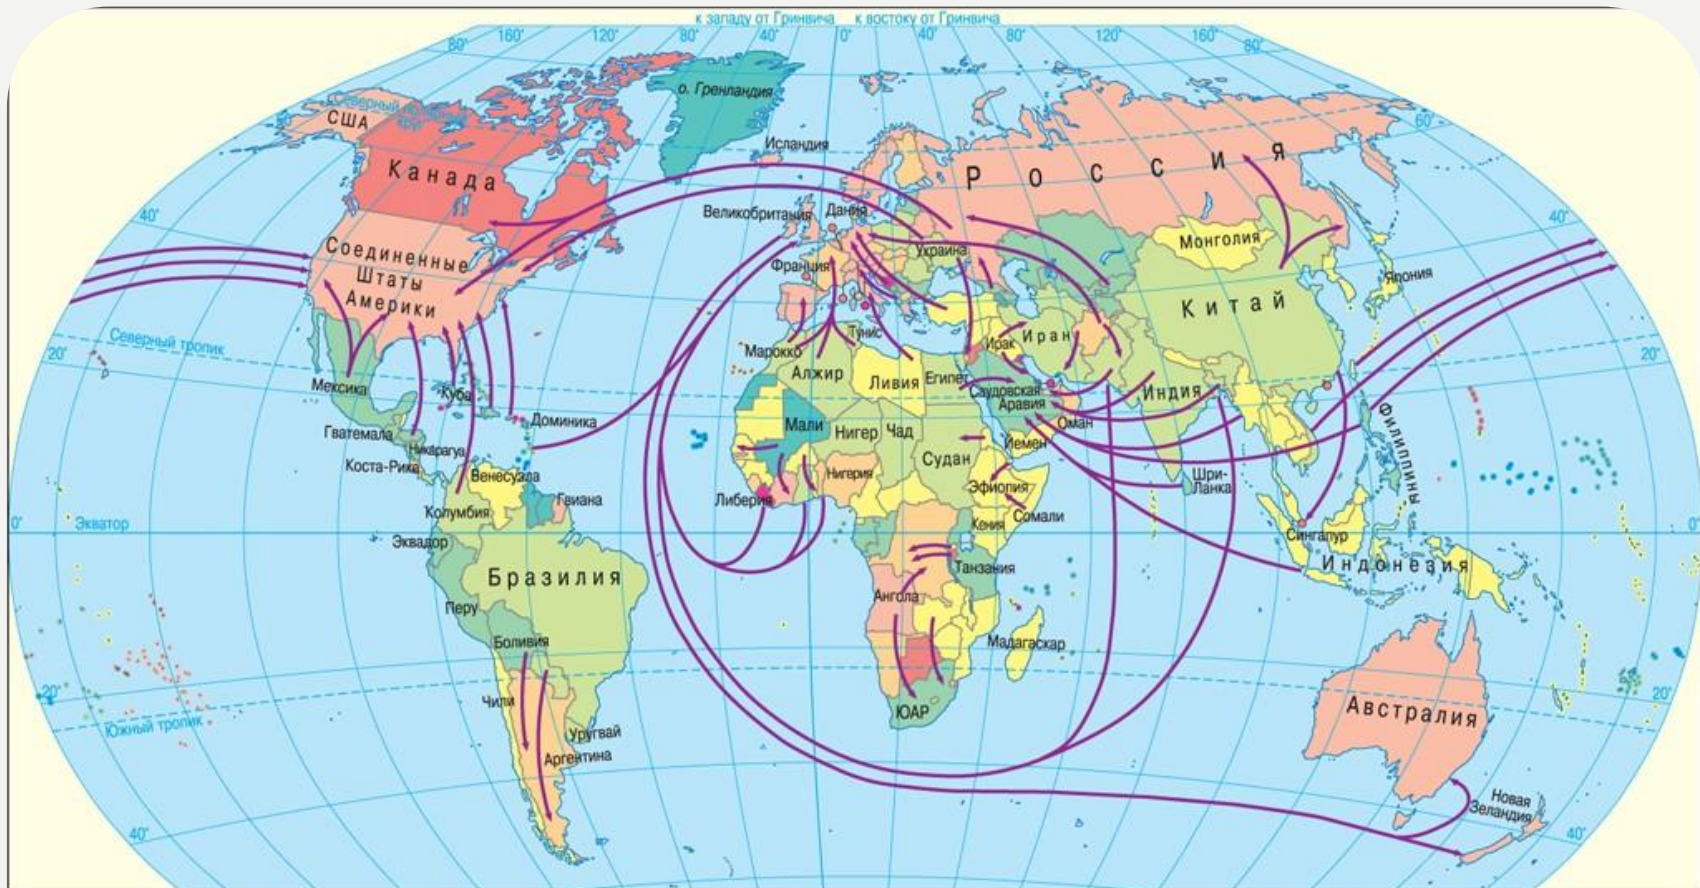 к западу от Гринвича к востоку от Гринвича
80° 160° 120° 80° 40° 0° 40° 80° 120° 160° 80°
о. Гренландия
Северный
США
60°
Исландия
Канада
Россия
40°
Великобритания
Дания
40°
Соединенные
Штаты
Америки
Украина
Монголия
Франция
Япония
Китай
Северный тропик
20°
Тунис
Ирак
Иран
Марокко
20°
Алжир
Ливия
Египет
Мексика
Куба
Саудовская
Аравия
Индия
Доминика
Мали
Оман
Филиппины
Гватемала
Никарагуа
Нигер
Чад
Йемен
Коста-Рика
Венесуэла
Нигерия
Судан
Шри-
Ланка
Эфиопия
Гвиана
Либерия
Колумбия
Сомали
0°
Экватор
Кения
0°
Сингапур
Эквадор
Индонезия
Танзания
Бразилия
Ангола
Перу
Боливия
Мадагаскар
20°
20°
Чили
ЮАР
Австралия
Южный тропик
Уругвай
Аргентина
Новая
Зеландия
40°
40°